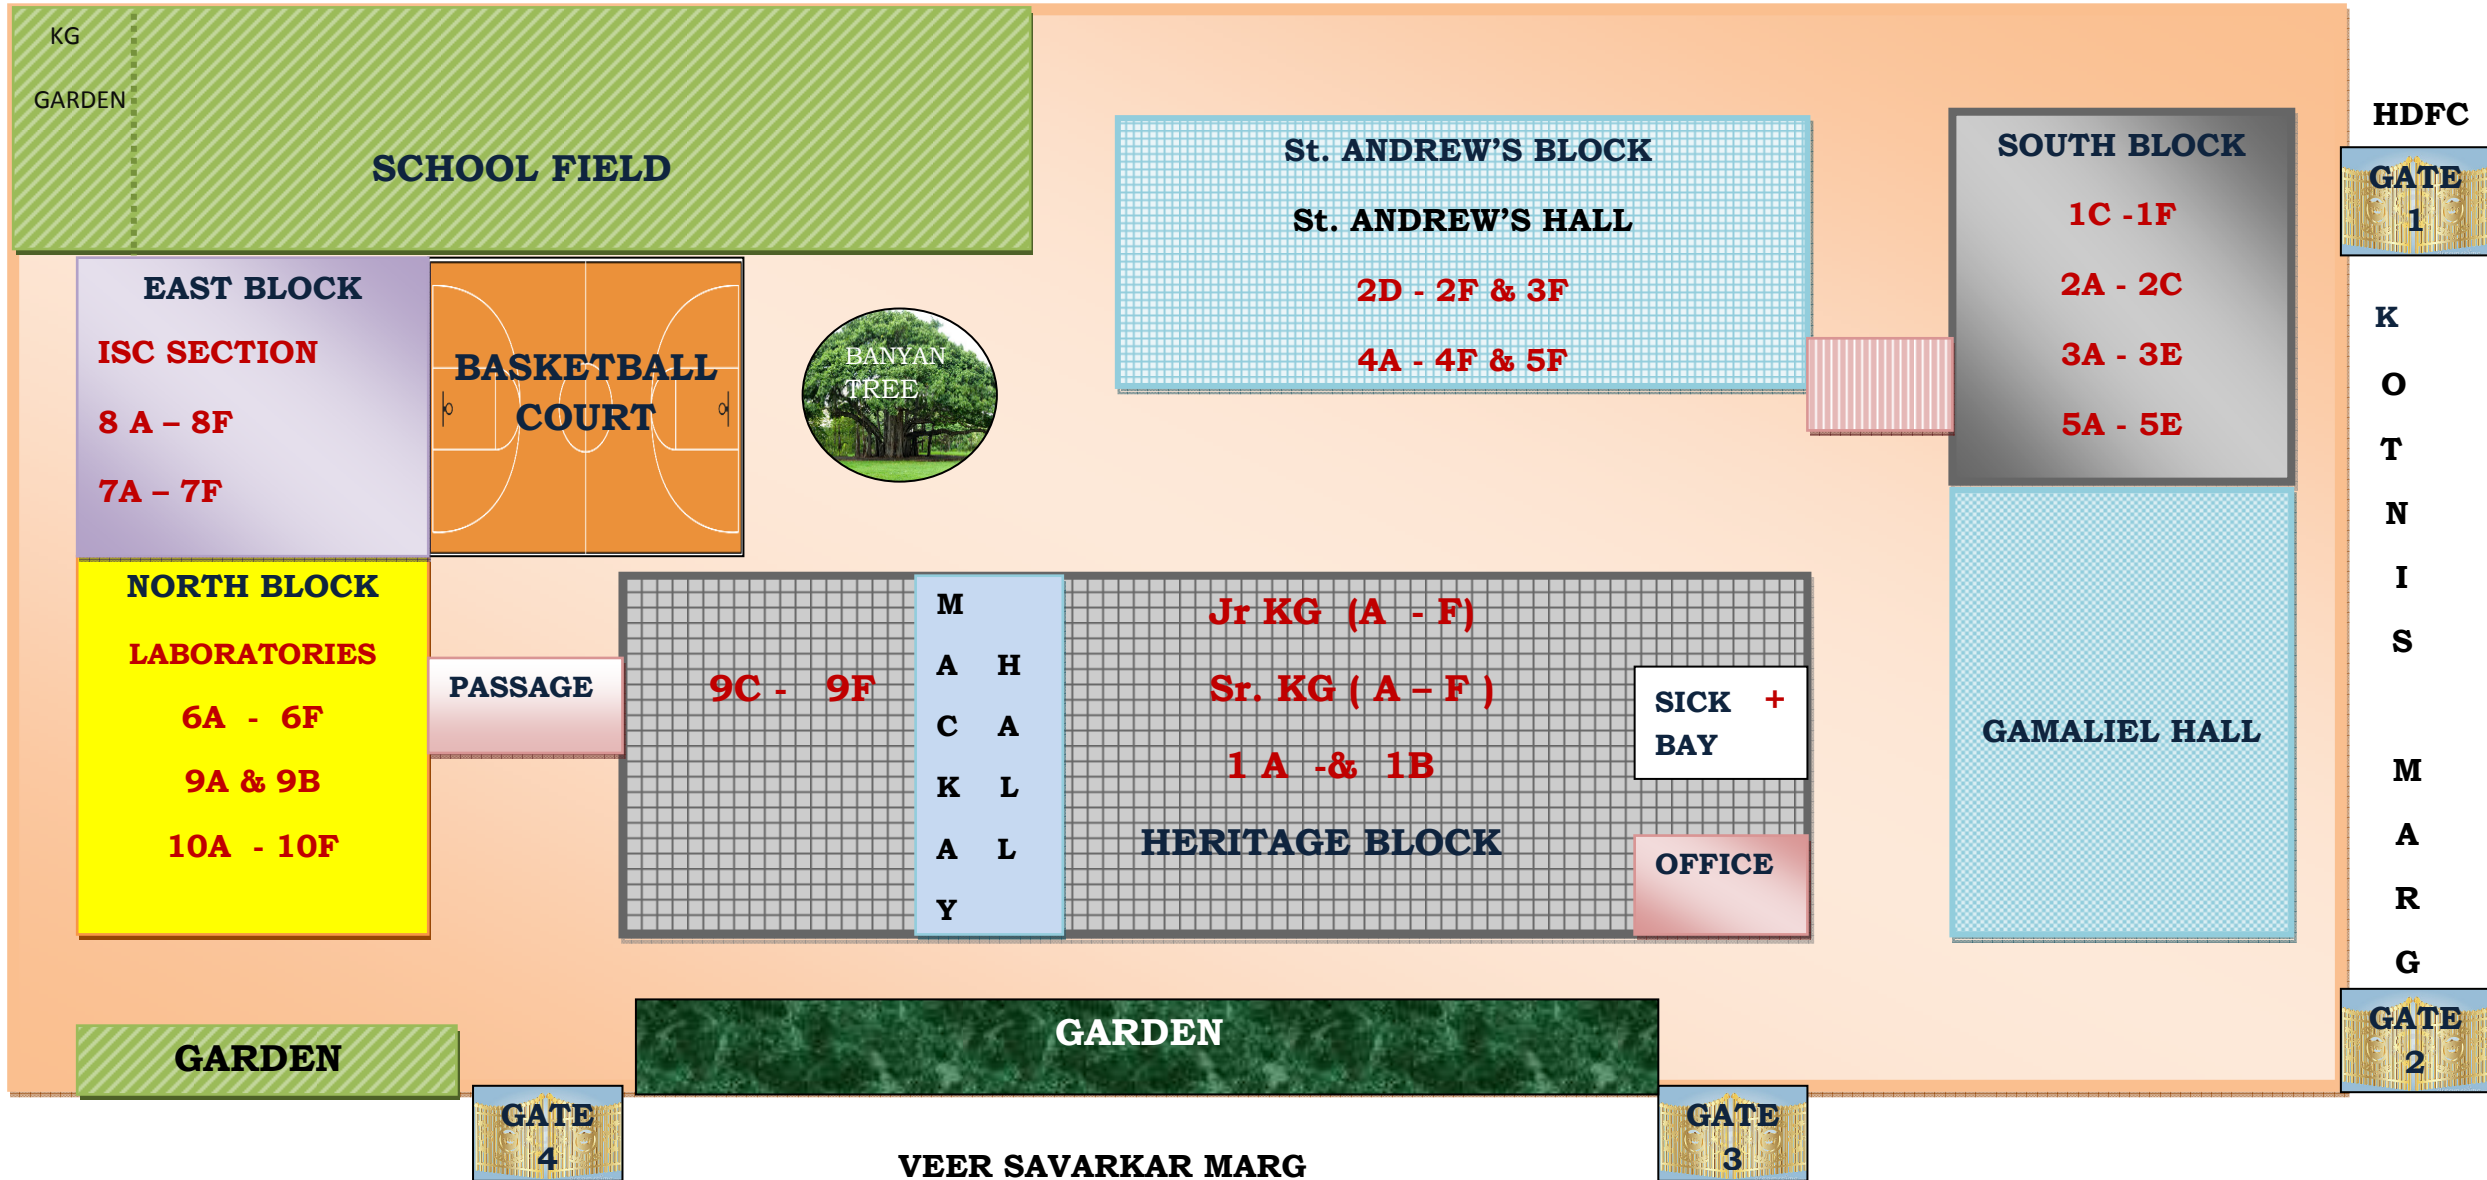 KG
GARDEN
SCHOOL FIELD
St. ANDREW’S BLOCK
St. ANDREW’S HALL
2D - 2F & 3F
4A - 4F & 5F
SOUTH BLOCK
1C -1F
2A - 2C
3A - 3E
5A - 5E
HDFC
GATE
1
EAST BLOCK
ISC SECTION
8 A – 8F
7A – 7F
BASKETBALL
COURT
BANYAN
TREE
KOTNIS MARG
NORTH BLOCK
LABORATORIES
6A - 6F
9A & 9B
10A - 10F
PASSAGE
9C - 9F
MACKAY
HALL
Jr KG (A - F)
Sr. KG ( A – F )
1 A -& 1B
HERITAGE BLOCK
SICK +
BAY
OFFICE
GAMALIEL HALL
GATE
2
GARDEN
GARDEN
GATE
4
GATE
3
VEER SAVARKAR MARG